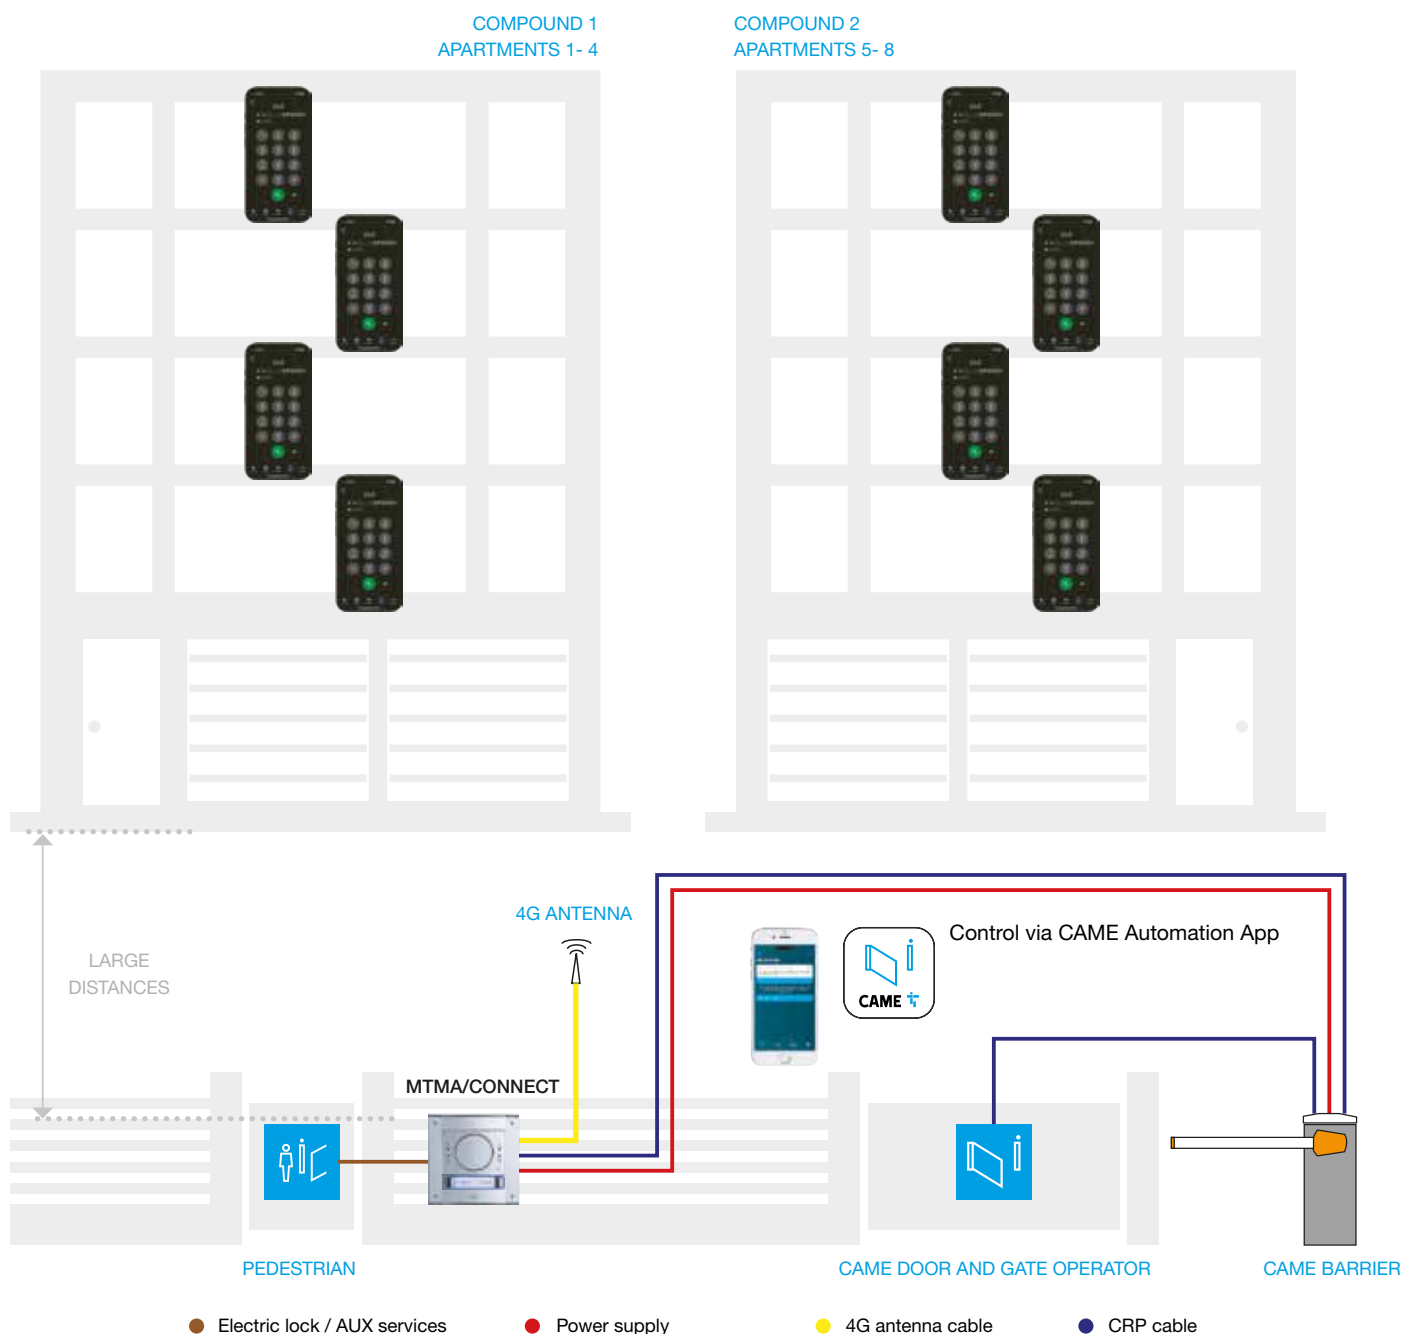 COMPOUND 1
APARTMENTS 1- 4
COMPOUND 2
APARTMENTS 5- 8
4G ANTENNA
Control via CAME Automation App
CAME
LARGE
DISTANCES
MTMA/CONNECT
PEDESTRIAN
CAME DOOR AND GATE OPERATOR
CAME BARRIER
Electric lock / AUX services
Power supply
4G antenna cable
CRP cable